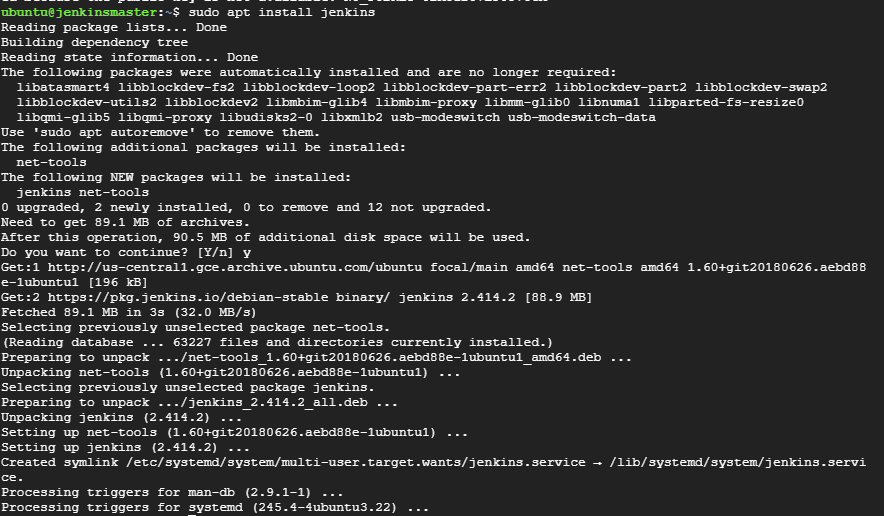 ubuntu@jenkinsmaster:~$ sudo apt install jenkins
Reading package lists... Done
Building dependency tree
Reading state information... Done
The following packages were automatically installed and are no longer required:
  libatasmart4 libblockdev-fs2 libblockdev-loop2 libblockdev-part-err2 libblockdev-part2 libblockdev-swap2
  libblockdev-utils2 libblockdev2 libmbim-glib4 libmbim-proxy libmm-glib0 libnuma1 libparted-fs-resize0
  libqmi-glib5 libqmi-proxy libudisks2-0 libxmlb2 usb-modeswitch usb-modeswitch-data
Use 'sudo apt autoremove' to remove them.
The following additional packages will be installed:
  net-tools
The following NEW packages will be installed:
  jenkins net-tools
0 upgraded, 2 newly installed, 0 to remove and 12 not upgraded.
Need to get 89.1 MB of archives.
After this operation, 90.5 MB of additional disk space will be used.
Do you want to continue? [Y/n] y
Get:1 http://us-central1.gce.archive.ubuntu.com/ubuntu focal/main amd64 net-tools amd64 1.60+git20180626.aebd88
e-1ubuntu1 [196 kB]
Get:2 https://pkg.jenkins.io/debian-stable binary/ jenkins 2.414.2 [88.9 MB]
Fetched 89.1 MB in 3s (32.0 MB/s)
Selecting previously unselected package net-tools.
(Reading database ... 63227 files and directories currently installed.)
Preparing to unpack .../net-tools_1.60+git20180626.aebd88e-1ubuntu1_amd64.deb ...
Unpacking net-tools (1.60+git20180626.aebd88e-1ubuntu1) ...
Selecting previously unselected package jenkins.
Preparing to unpack .../jenkins_2.414.2_all.deb ...
Unpacking jenkins (2.414.2) ...
Setting up net-tools (1.60+git20180626.aebd88e-1ubuntu1) ...
Setting up jenkins (2.414.2) ...
Created symlink /etc/systemd/system/multi-user.target.wants/jenkins.service → /lib/systemd/system/jenkins.servi
ce.
Processing triggers for man-db (2.9.1-1) ...
Processing triggers for systemd (245.4-4ubuntu3.22) ...